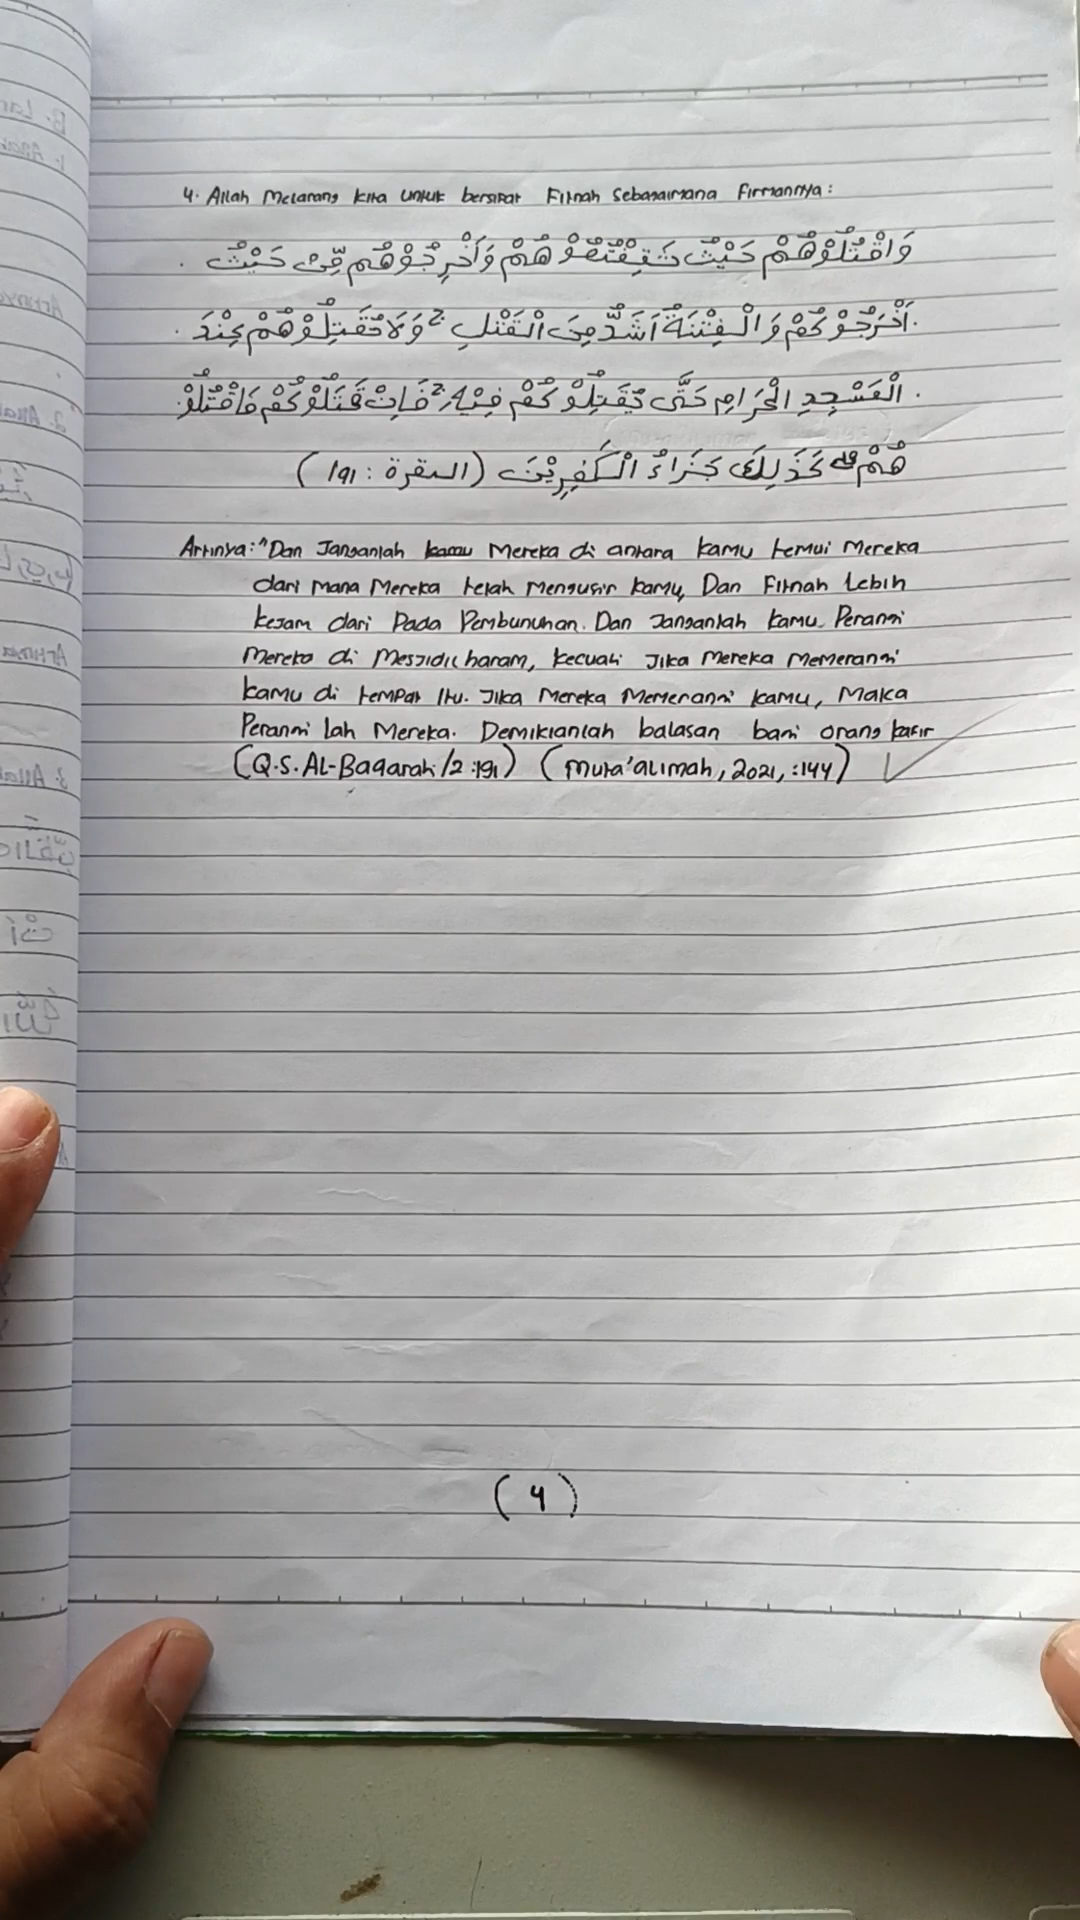 4. Allah Melarang kita untuk bersipat Fitnah Sebagaimana Firmannya:
وَاقْتُلُوْهُمْ حَيْثُ ثَقِفْتُمُوْ هُمْ وَاَخْرِجُوْهُمْ مِّنْ حَيْثُ
اَخْرَجُوْ كُمْ وَالْفِتْنَةُ اَشَدُّ مِنَ الْقَتْلِ ۚ وَلَا تُقٰتِلُوْهُمْ عِنْدَ
الْمَسْجِدِ الْحَرَامِ حَتّٰى يُقٰتِلُوْ كُمْ فِيْهِ ۚ فَاِنْ قٰتَلُوْكُمْ فَاقْتُلُوْ
هُمْ ۗ كَذٰلِكَ جَزَاءُ الْكٰفِرِيْنَ (البقرة : ١٩١)
Artinya: "Dan Janganlah kamu Mereka di antara kamu temui Mereka
dari mana Mereka telah Mengusir kamu, Dan Fitnah Lebih
kejam dari Pada Pembunuhan. Dan Janganlah kamu Perangi
Mereka di Mesjidil haram, kecuali Jika Mereka Memerangi
kamu di tempat itu. Jika Mereka Memerangi kamu, Maka
Perangi lah Mereka. Demikianlah balasan bagi orang kafir
(Q.S. AL-Baqarah/2 :191) (Muta'alimah, 2021, :144)
(4)